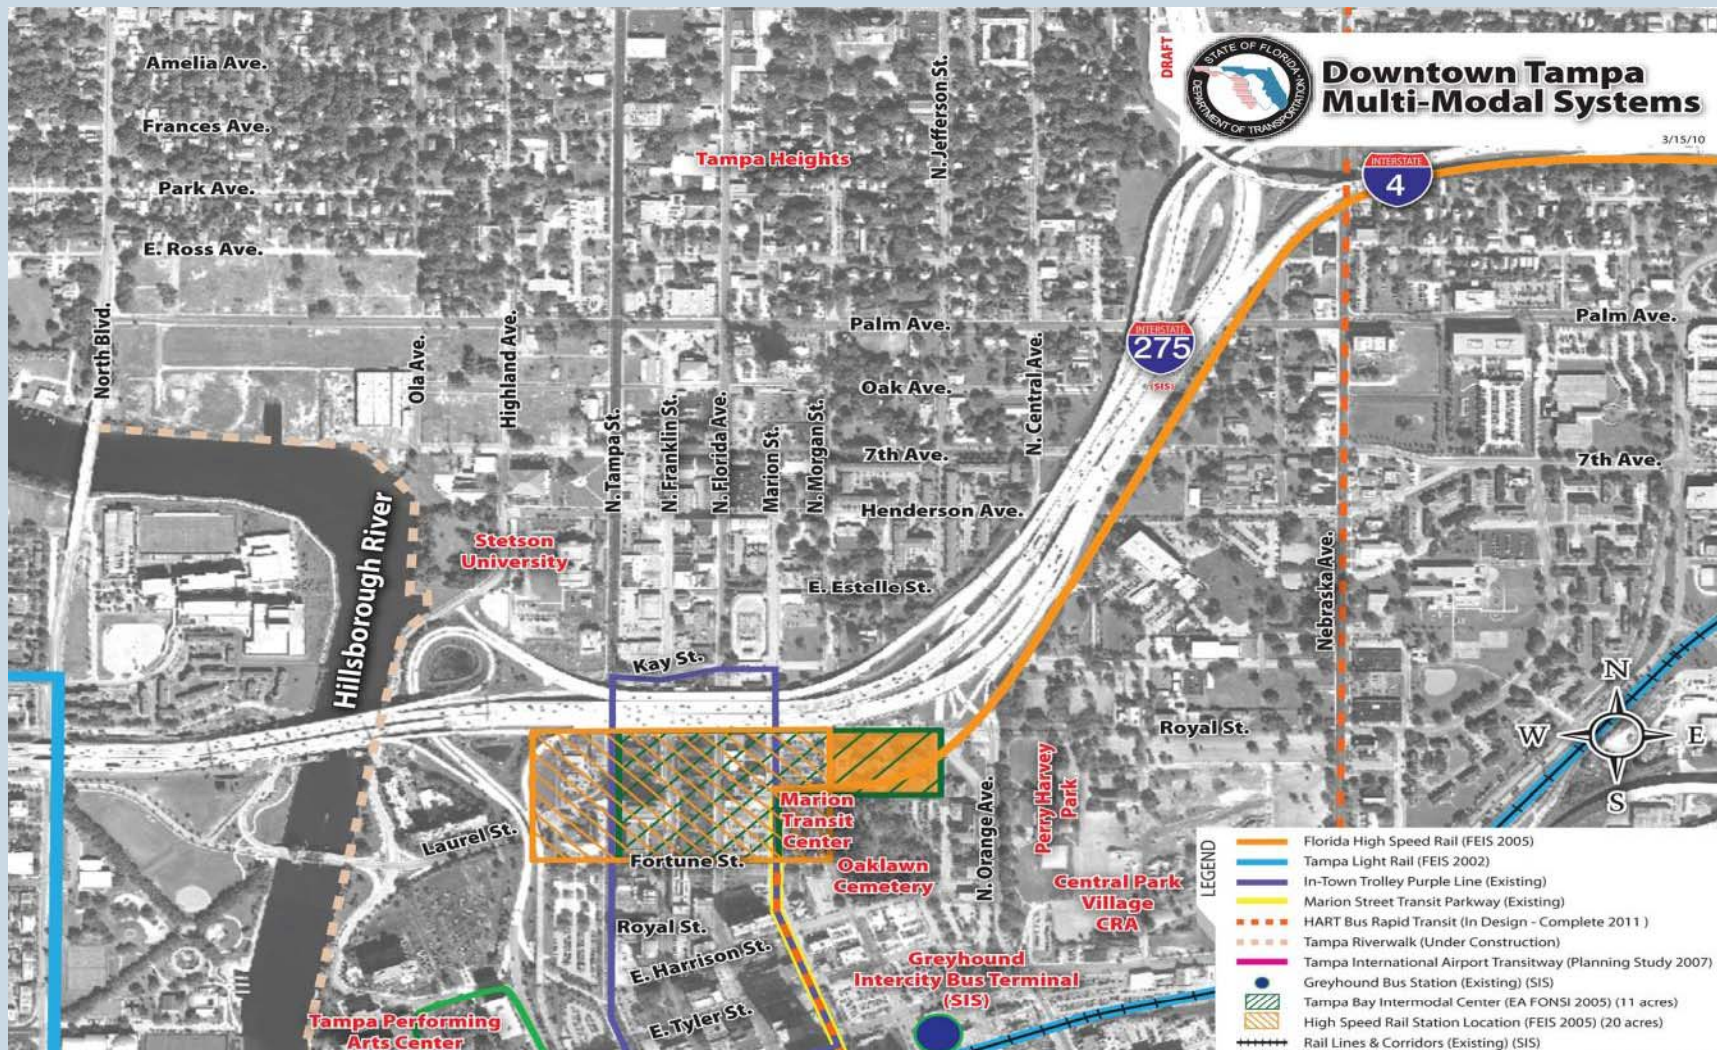 DRAFT
STATE OF FLORIDA
DEPARTMENT OF TRANSPORTATION
Downtown Tampa
Multi-Modal Systems
3/15/10
Amelia Ave.
Frances Ave.
Park Ave.
E. Ross Ave.
Tampa Heights
N. Jefferson St.
INTERSTATE
4
North Blvd.
Ola Ave.
Highland Ave.
N. Tampa St.
N. Franklin St.
N. Florida Ave.
Marion St.
N. Morgan St.
Palm Ave.
Oak Ave.
7th Ave.
Henderson Ave.
N. Central Ave.
INTERSTATE
275
(SIS)
Palm Ave.
7th Ave.
Nebraska Ave.
Hillsborough River
Stetson
University
E. Estelle St.
Kay St.
Royal St.
N
W
E
S
Laurel St.
Fortune St.
Marion
Transit
Center
Oaklawn
Cemetery
N. Orange Ave.
Perry Harvey
Park
Central Park
Village
CRA
Royal St.
E. Harrison St.
E. Tyler St.
Greyhound
Intercity Bus Terminal
(SIS)
Tampa Performing
Arts Center
LEGEND
Florida High Speed Rail (FEIS 2005)
Tampa Light Rail (FEIS 2002)
In-Town Trolley Purple Line (Existing)
Marion Street Transit Parkway (Existing)
HART Bus Rapid Transit (In Design - Complete 2011 )
Tampa Riverwalk (Under Construction)
Tampa International Airport Transitway (Planning Study 2007)
Greyhound Bus Station (Existing) (SIS)
Tampa Bay Intermodal Center (EA FONSI 2005) (11 acres)
High Speed Rail Station Location (FEIS 2005) (20 acres)
Rail Lines & Corridors (Existing) (SIS)